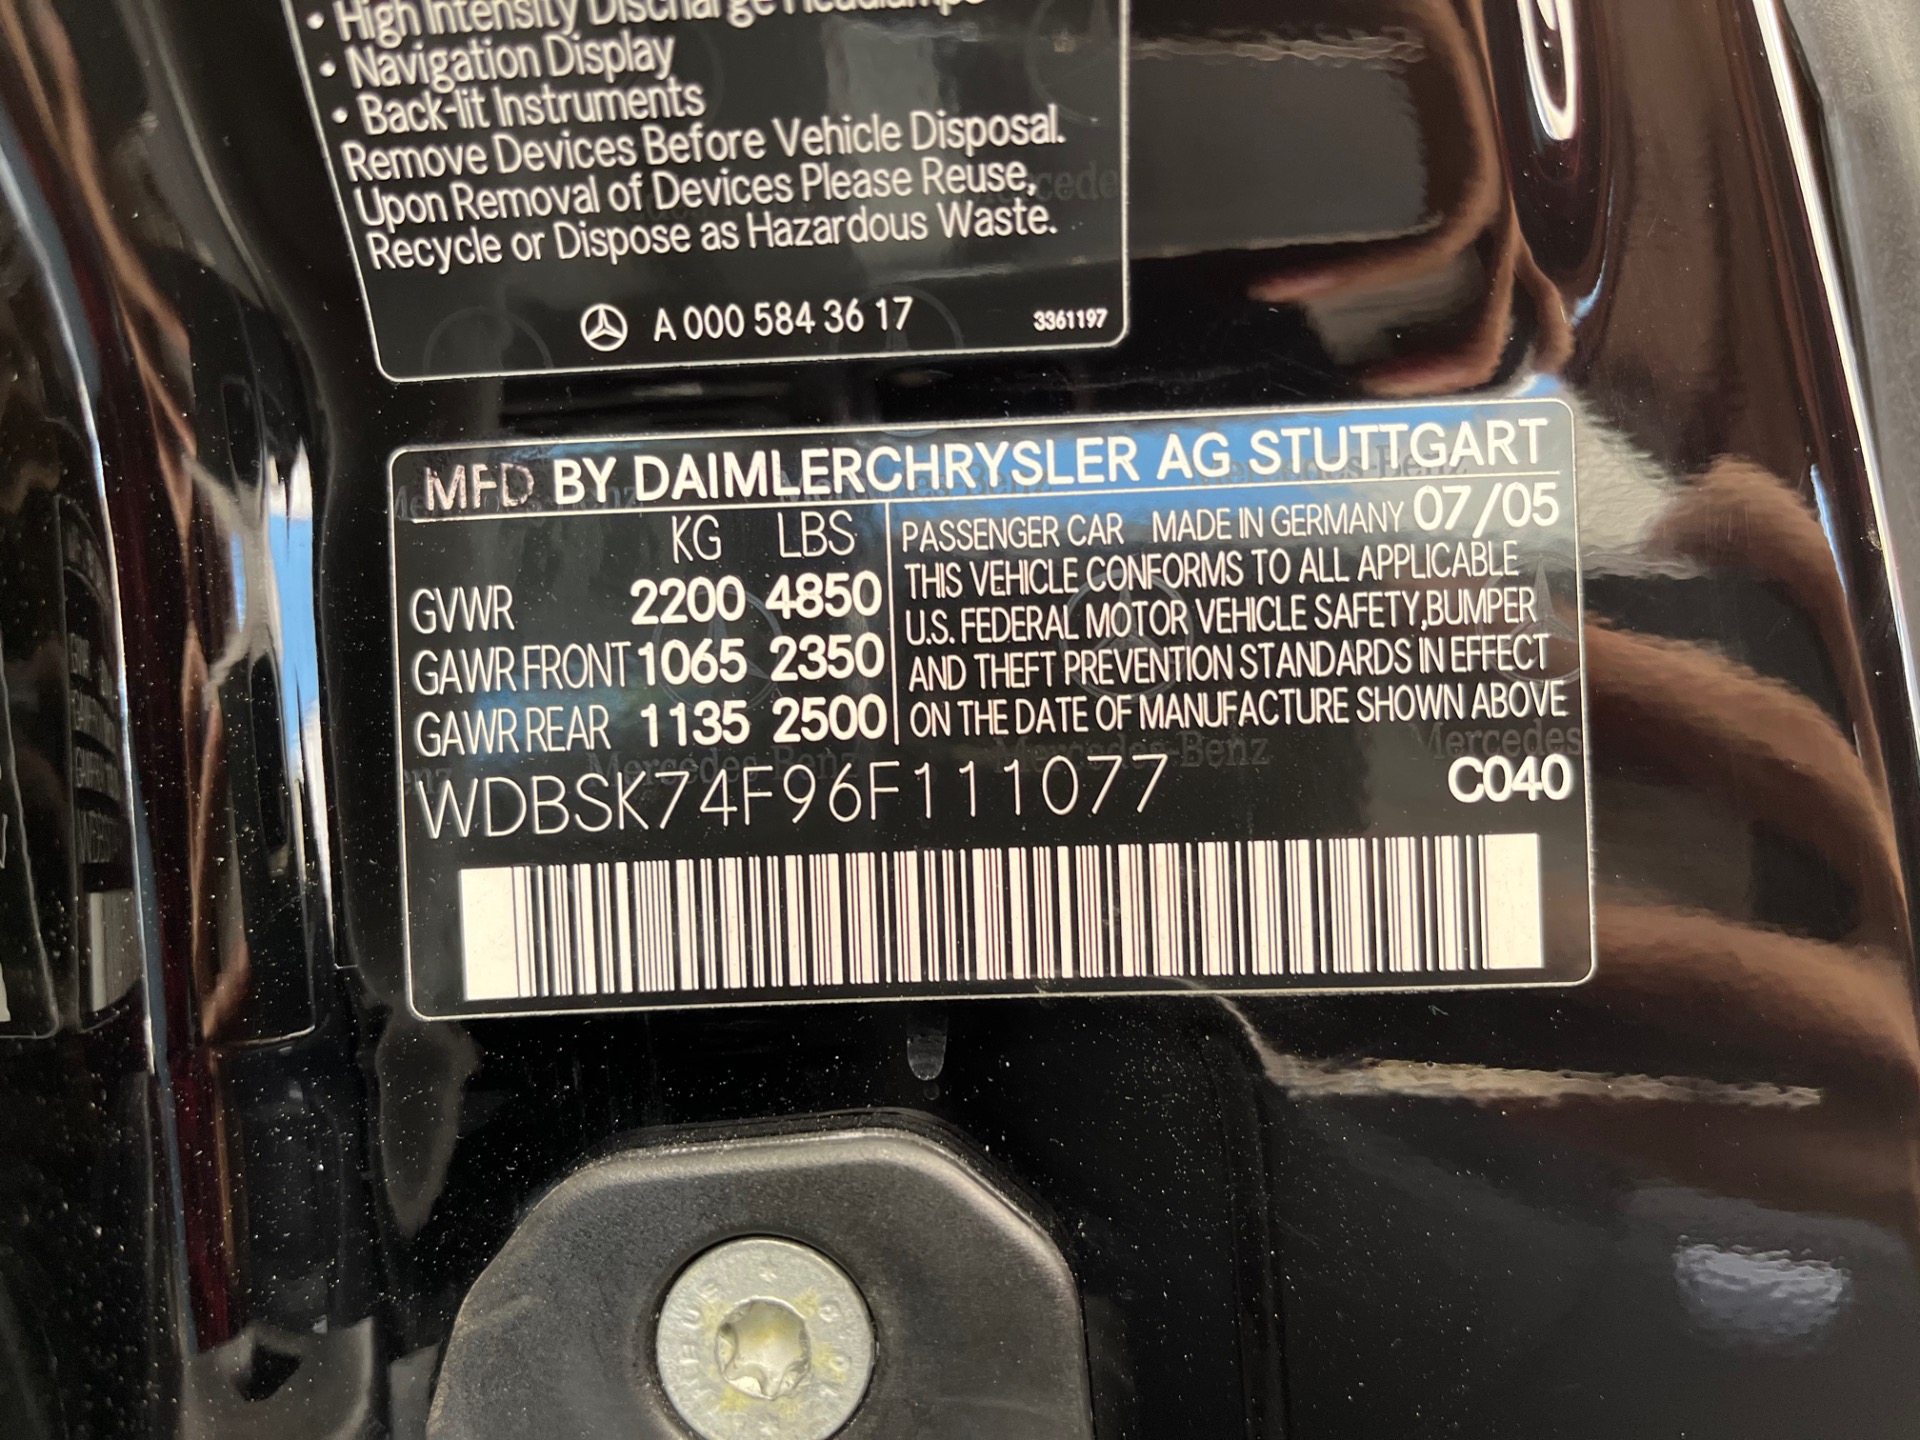 • High Intensity Discharge Headlamps
• Navigation Display
• Back-lit Instruments
Remove Devices Before Vehicle Disposal.
Upon Removal of Devices Please Reuse,
Recycle or Dispose as Hazardous Waste.
A 000 584 36 17
3361197
MFD BY DAIMLERCHRYSLER AG STUTTGART
KG LBS
GVWR 2200 4850
GAWR FRONT 1065 2350
GAWR REAR 1135 2500
PASSENGER CAR MADE IN GERMANY 07/05
THIS VEHICLE CONFORMS TO ALL APPLICABLE
U.S. FEDERAL MOTOR VEHICLE SAFETY,BUMPER
AND THEFT PREVENTION STANDARDS IN EFFECT
ON THE DATE OF MANUFACTURE SHOWN ABOVE
WDBSK74F96F111077
C040